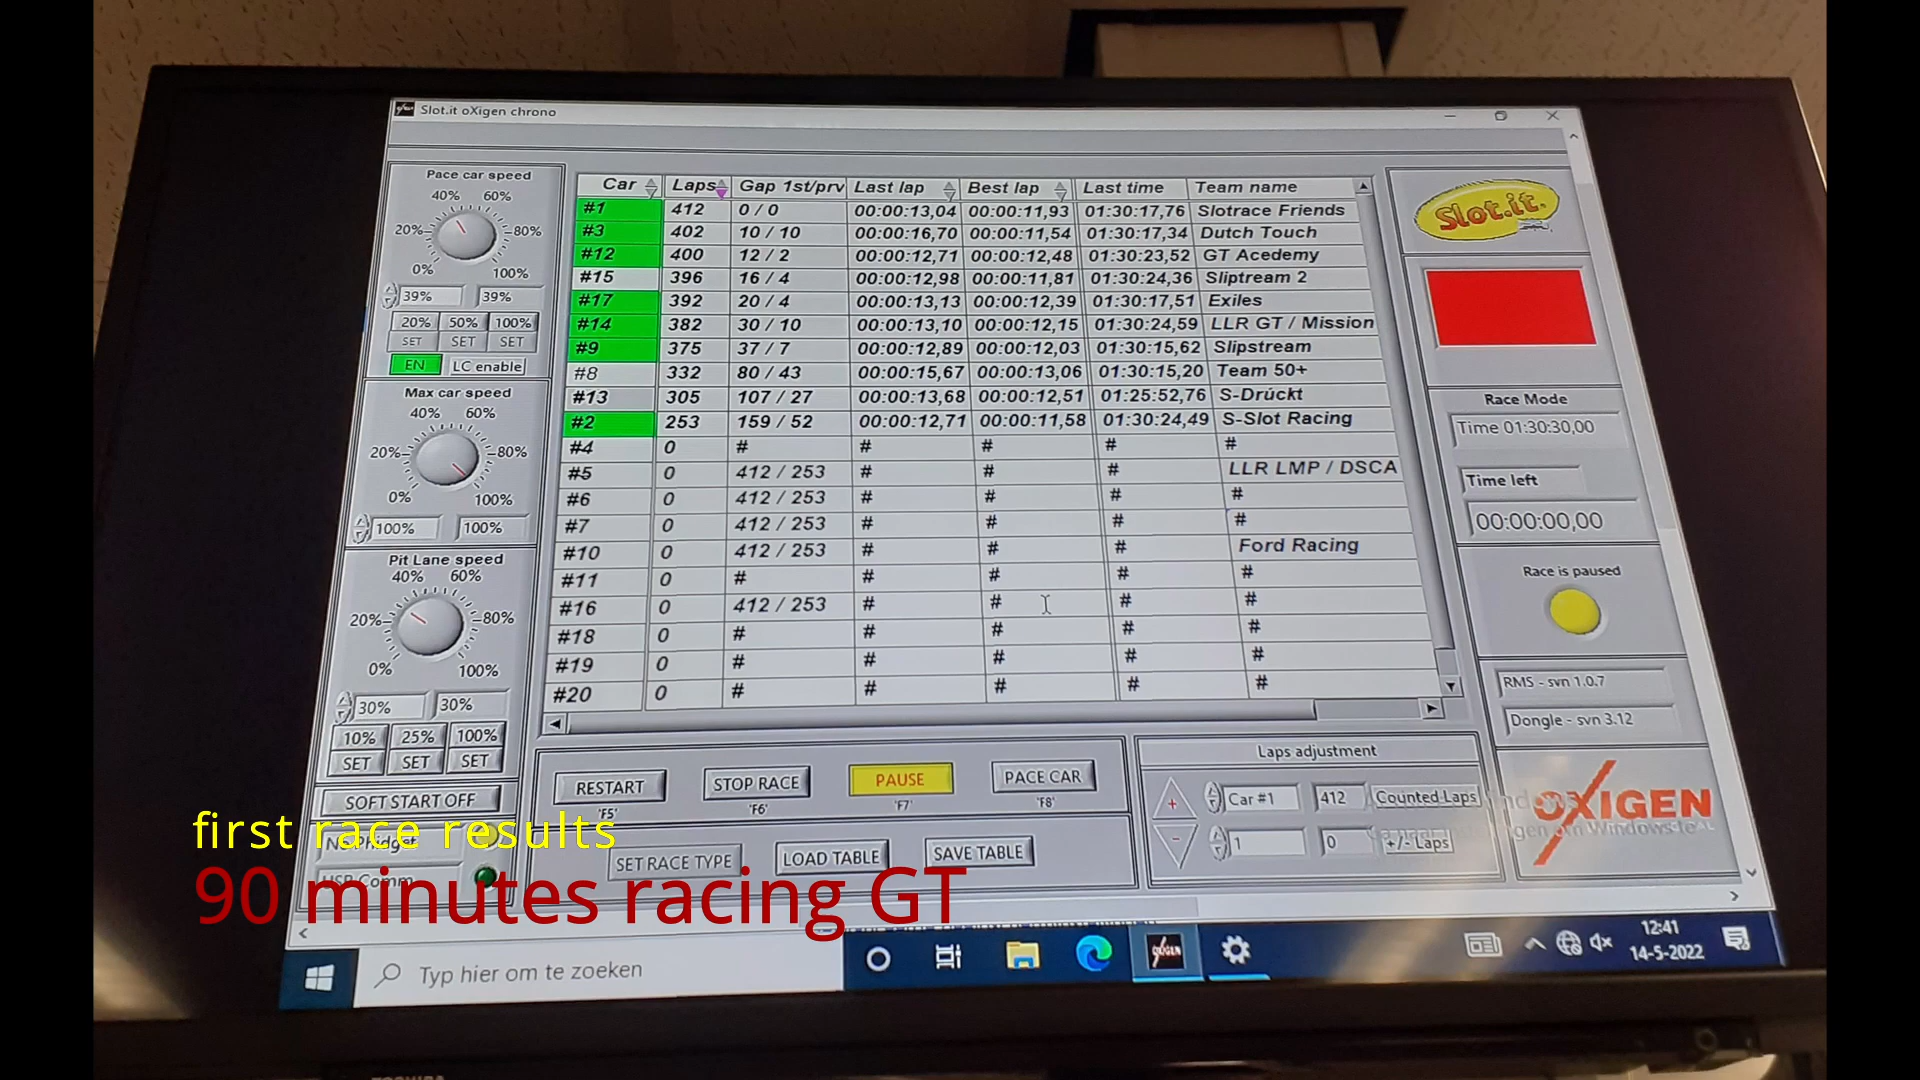 Slot.it oXigen chrono
Pace car speed
40% 60%
20% 80%
0% 100%
39% 39%
20% 50% 100%
SET SET SET
EN LC enable
Max car speed
40% 60%
20% 80%
0% 100%
100% 100%
Pit Lane speed
40% 60%
20% 80%
0% 100%
30% 30%
10% 25% 100%
SET SET SET
SOFT START OFF
Car Laps Gap 1st/prv Last lap Best lap Last time Team name
#1 412 0 / 0 00:00:13,04 00:00:11,93 01:30:17,76 Slotrace Friends
#3 402 10 / 10 00:00:16,70 00:00:11,54 01:30:17,34 Dutch Touch
#12 400 12 / 2 00:00:12,71 00:00:12,48 01:30:23,52 GT Acedemy
#15 396 16 / 4 00:00:12,98 00:00:11,81 01:30:24,36 Sliptream 2
#17 392 20 / 4 00:00:13,13 00:00:12,39 01:30:17,51 Exiles
#14 382 30 / 10 00:00:13,10 00:00:12,15 01:30:24,59 LLR GT / Mission
#9 375 37 / 7 00:00:12,89 00:00:12,03 01:30:15,62 Slipstream
#8 332 80 / 43 00:00:15,67 00:00:13,06 01:30:15,20 Team 50+
#13 305 107 / 27 00:00:13,68 00:00:12,51 01:25:52,76 S-Drúckt
#2 253 159 / 52 00:00:12,71 00:00:11,58 01:30:24,49 S-Slot Racing
#4 0 # # # # #
#5 0 412 / 253 # # # LLR LMP / DSCA
#6 0 412 / 253 # # # #
#7 0 412 / 253 # # # #
#10 0 412 / 253 # # # Ford Racing
#11 0 # # # # #
#16 0 412 / 253 # # # #
#18 0 # # # # #
#19 0 # # # # #
#20 0 # # # # #
RESTART STOP RACE PAUSE PACE CAR
'F5' 'F6' 'F7' 'F8'
SET RACE TYPE LOAD TABLE SAVE TABLE
Laps adjustment
Car #1 412 Counted Laps
1 0 +/- Laps
Slot.it.
Race Mode
Time 01:30:30,00
Time left
00:00:00,00
Race is paused
RMS - svn 1.0.7
Dongle - svn 3.12
OXIGEN
first race results
90 minutes racing GT
Typ hier om te zoeken
OXIGEN
12:41
14-5-2022